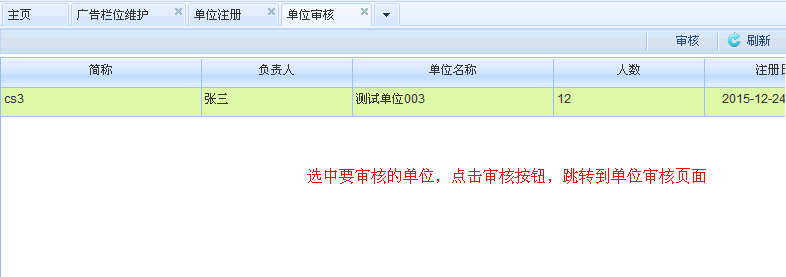 主页 广告栏位维护 单位注册 单位审核
审核 刷新
简称 负责人 单位名称 人数 注册
cs3 张三 测试单位003 12 2015-12-24
选中要审核的单位，点击审核按钮，跳转到单位审核页面